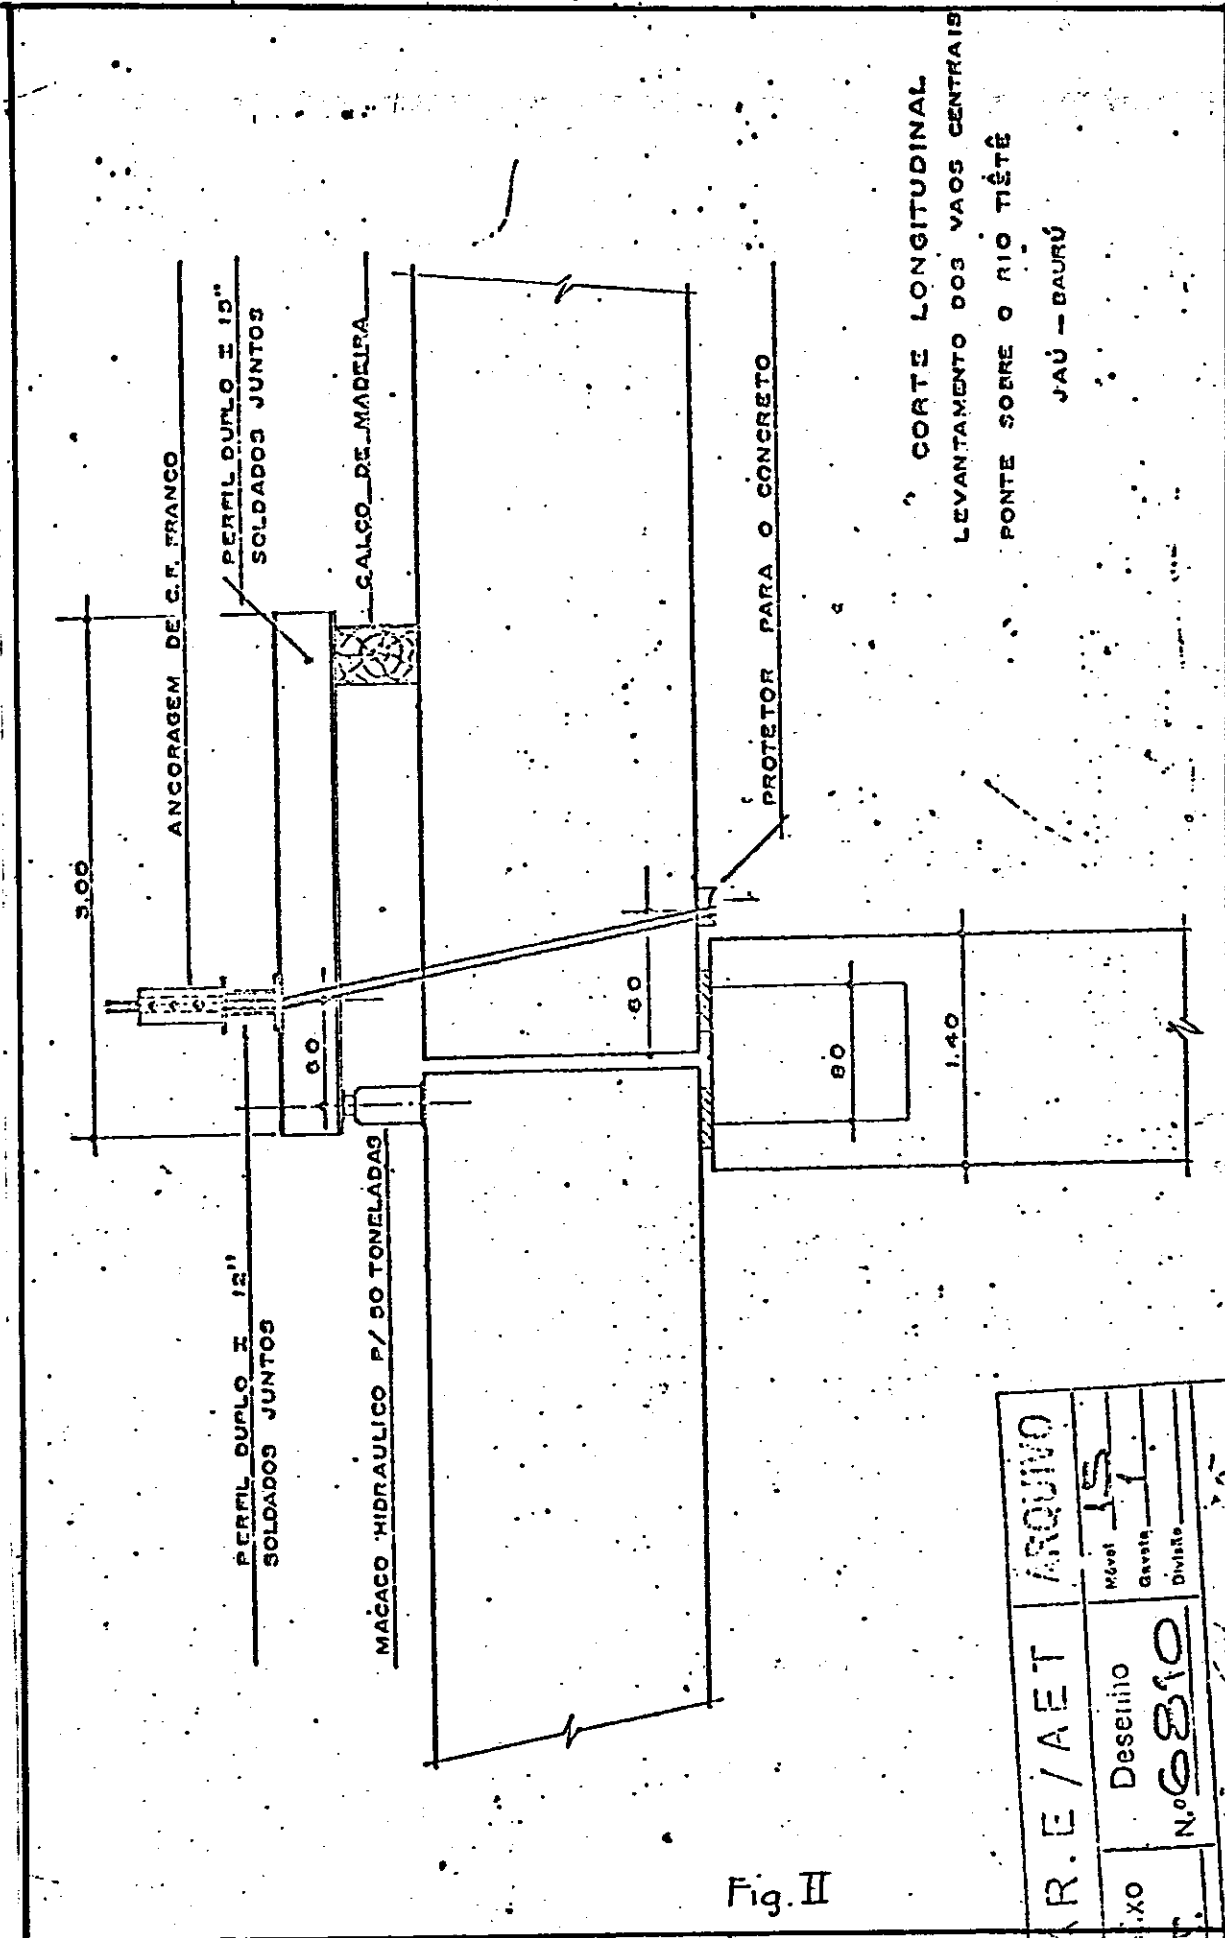 3.00
ANCORAGEM DE C.F. FRANCO
PERFIL DUPLO I 15"
SOLDADOS JUNTOS
CALÇO DE MADEIRA
PERFIL DUPLO I 12"
SOLDADOS JUNTOS
60
MACACO HIDRAULICO P/ 50 TONELADAS
60
PROTETOR PARA O CONCRETO
80
1.40
CORTE LONGITUDINAL
LEVANTAMENTO DOS VAOS CENTRAIS
PONTE SOBRE O RIO TIÊTÊ
JAÚ – BAURÚ
Fig. II
R.E / AET ARQUIVO
Desenho
N.º 6890
Móvel 15
Gaveta 1
Divisão